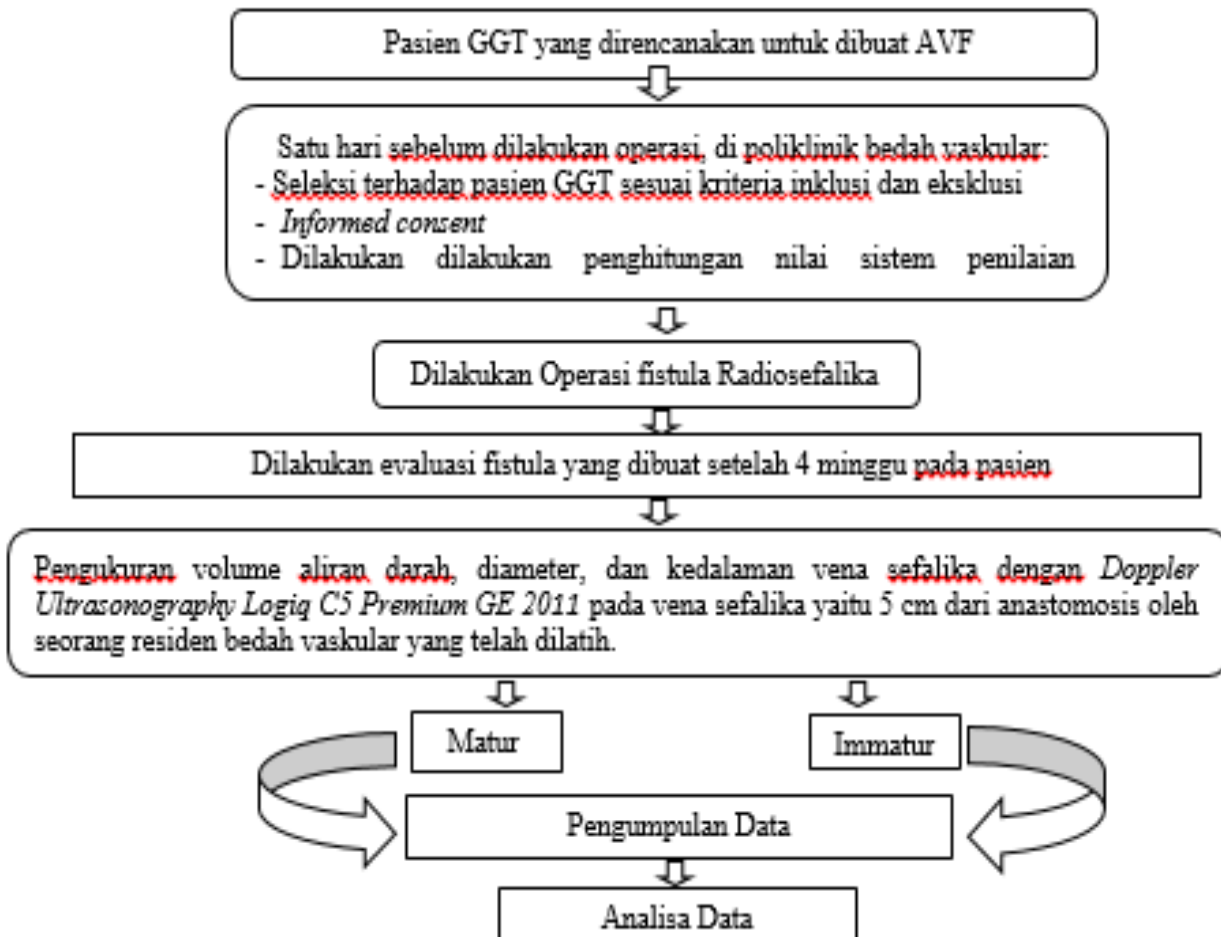 Pasien GGT yang direncanakan untuk dibuat AVF
Satu hari sebelum dilakukan operasi, di poliklinik bedah vaskular:
- Seleksi terhadap pasien GGT sesuai kriteria inklusi dan eksklusi
- Informed consent
- Dilakukan dilakukan penghitungan nilai sistem penilaian
Dilakukan Operasi fistula Radiosefalika
Dilakukan evaluasi fistula yang dibuat setelah 4 minggu pada pasien
Pengukuran volume aliran darah, diameter, dan kedalaman vena sefalika dengan Doppler
Ultrasonography Logiq C5 Premium GE 2011 pada vena sefalika yaitu 5 cm dari anastomosis oleh
seorang residen bedah vaskular yang telah dilatih.
Matur
Immatur
Pengumpulan Data
Analisa Data